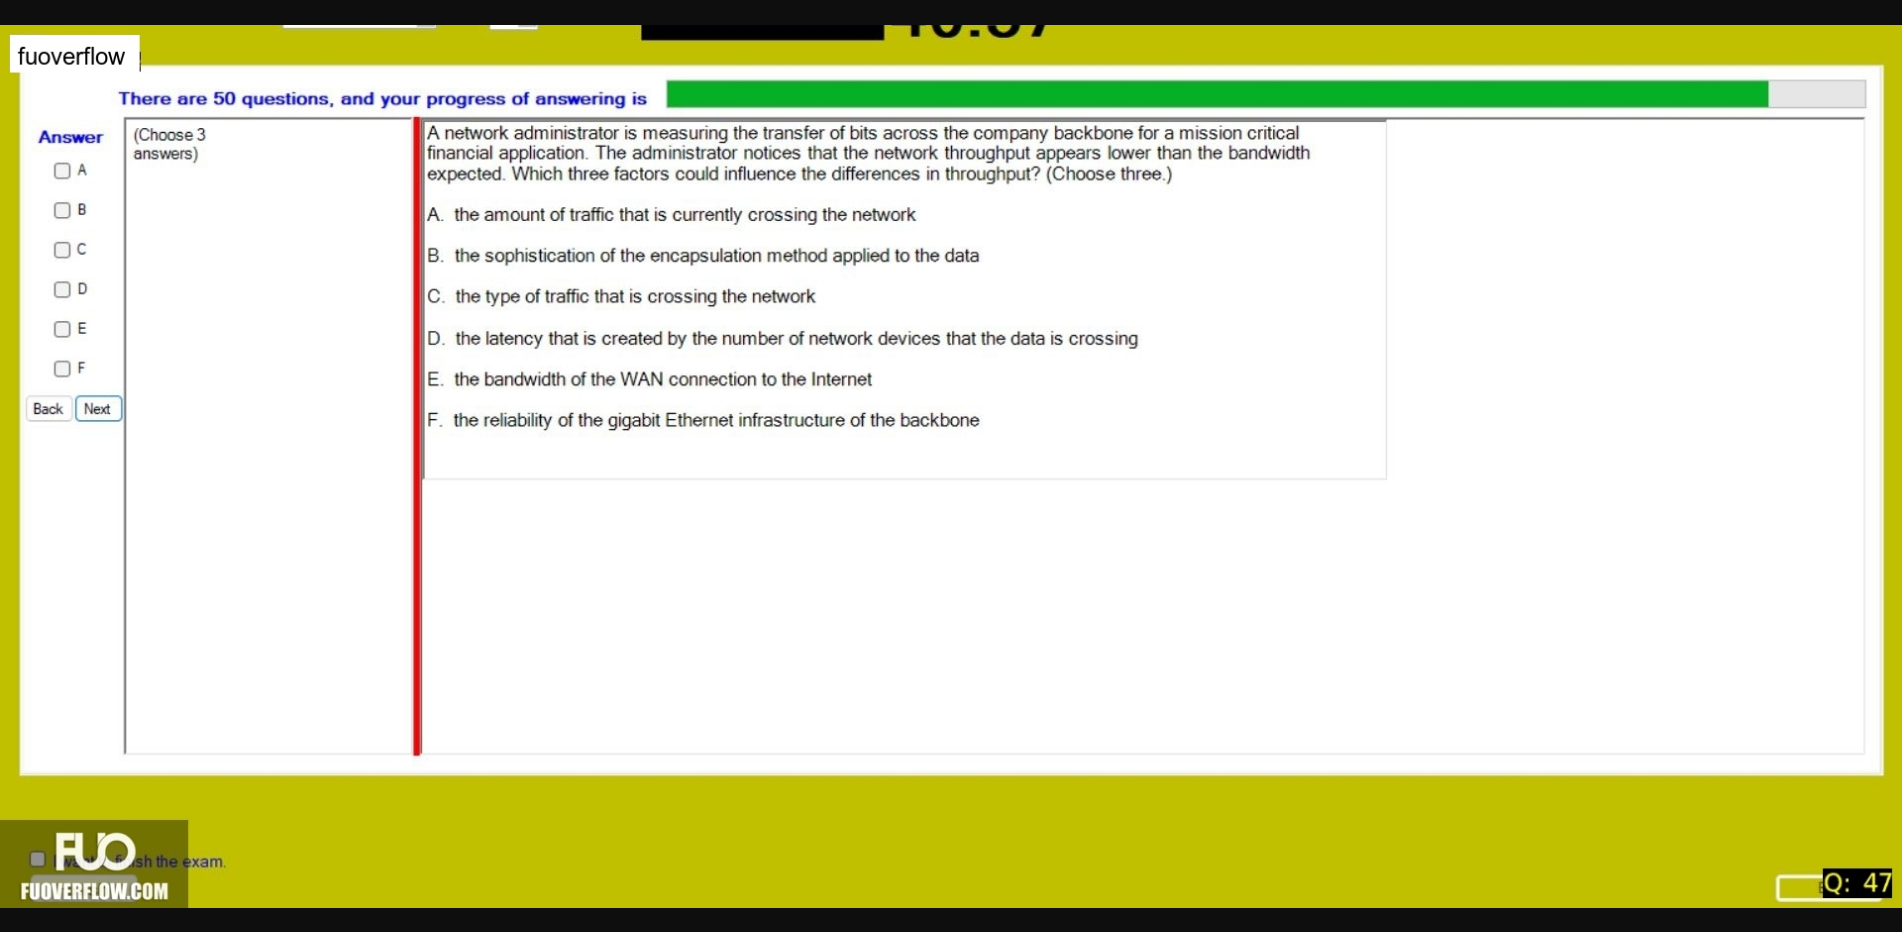 fuoverflow
There are 50 questions, and your progress of answering is
Answer
(Choose 3
answers)
A
B
C
D
E
F
Back Next
A network administrator is measuring the transfer of bits across the company backbone for a mission critical
financial application. The administrator notices that the network throughput appears lower than the bandwidth
expected. Which three factors could influence the differences in throughput? (Choose three.)
A. the amount of traffic that is currently crossing the network
B. the sophistication of the encapsulation method applied to the data
C. the type of traffic that is crossing the network
D. the latency that is created by the number of network devices that the data is crossing
E. the bandwidth of the WAN connection to the Internet
F. the reliability of the gigabit Ethernet infrastructure of the backbone
FUO
the exam.
FUOVERFLOW.COM
Q: 47